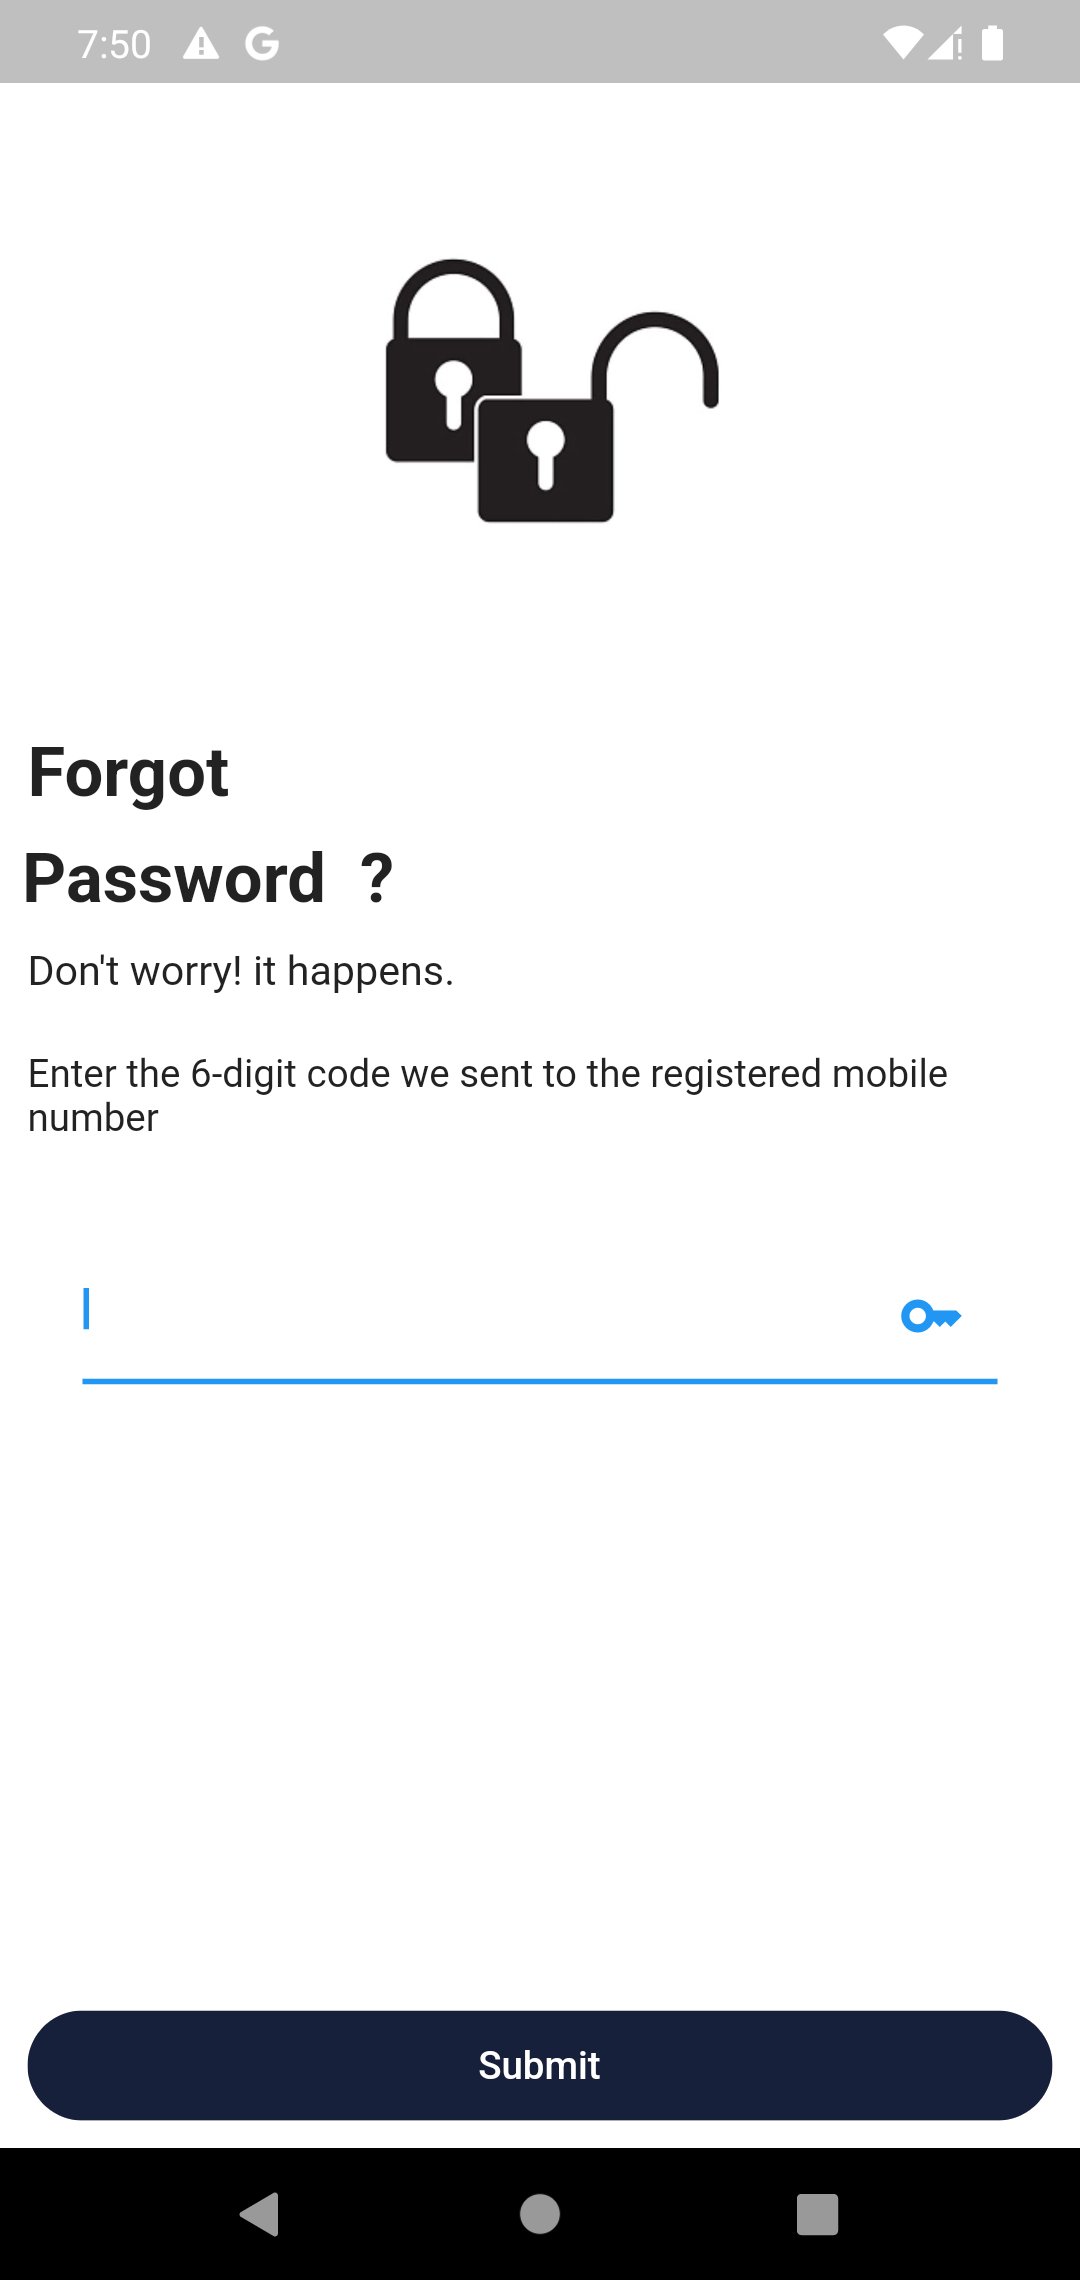 7:50
Forgot
Password ?
Don't worry! it happens.
Enter the 6-digit code we sent to the registered mobile
number
Submit